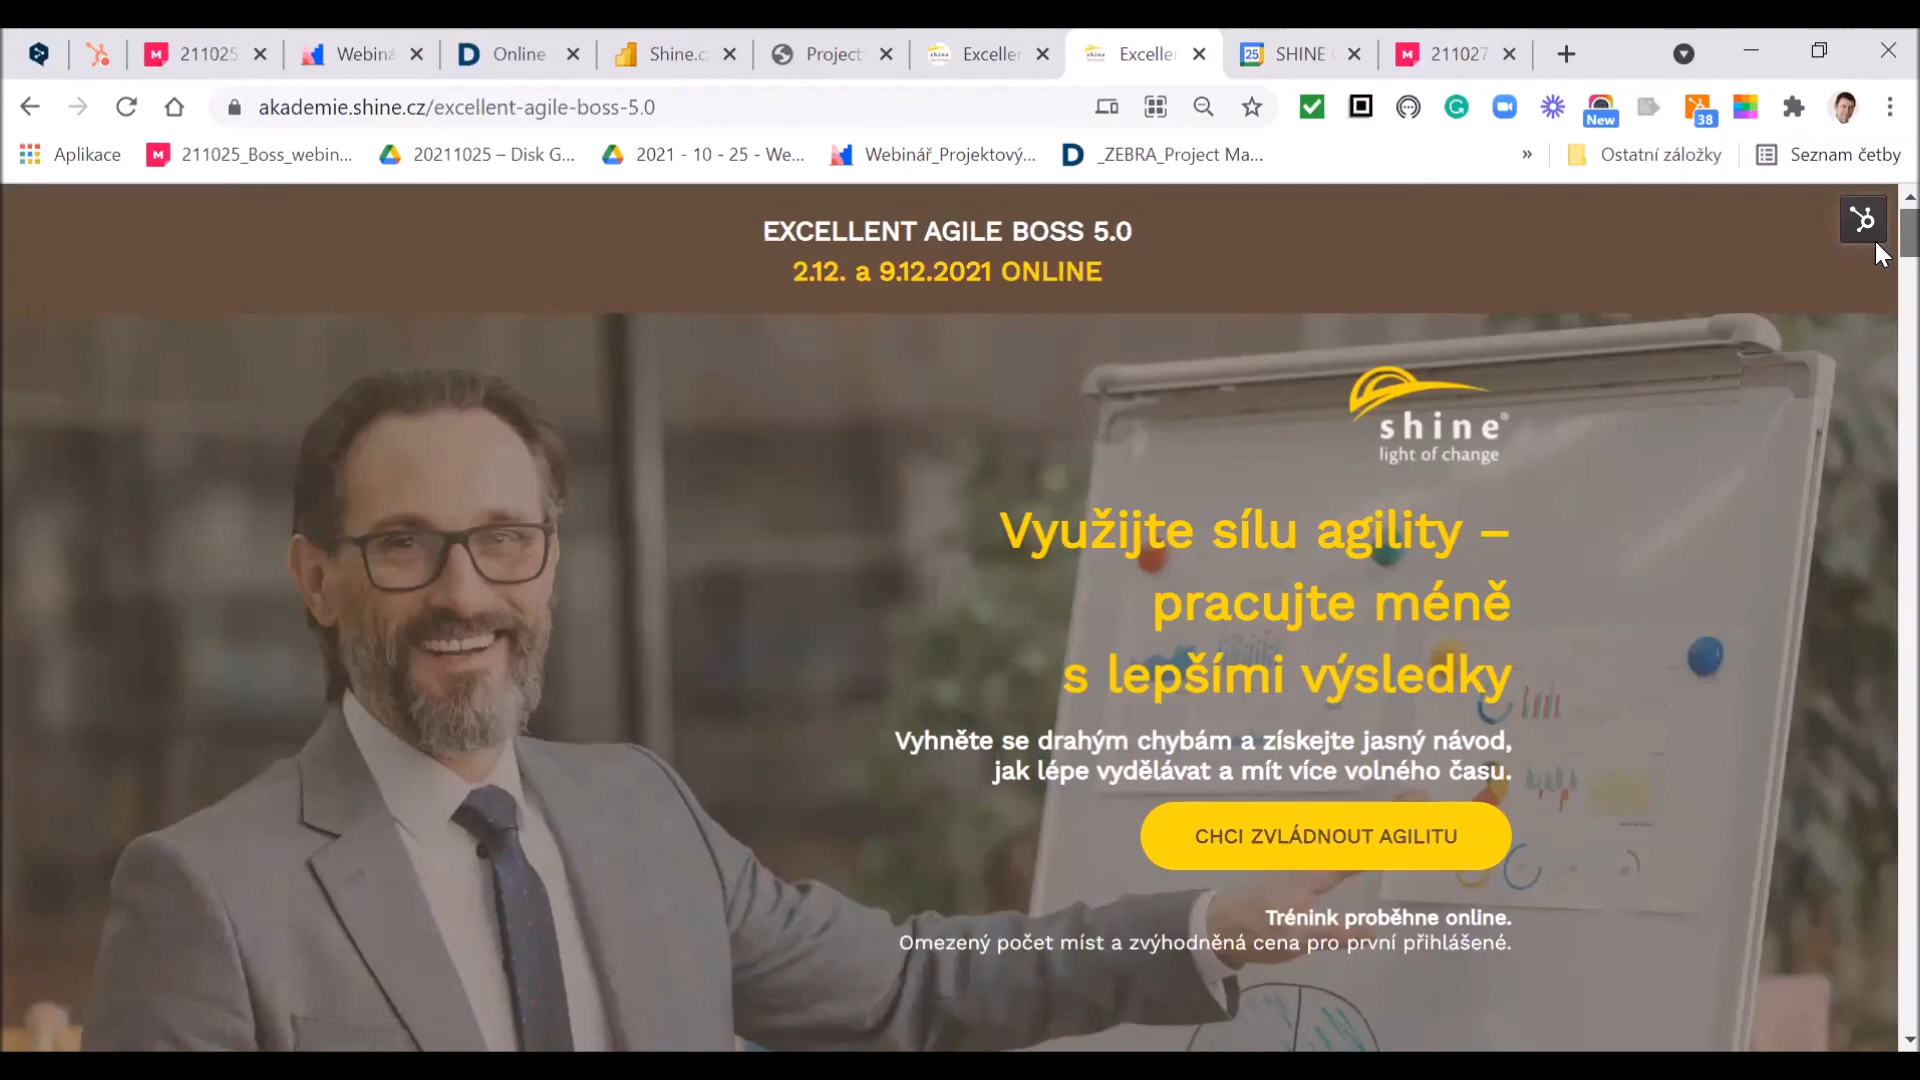 211025
Webiná
Online
Shine.c
Project
Exceller
Exceller
25
SHINE
211027
akademie.shine.cz/excellent-agile-boss-5.0
New
38
Aplikace
211025_Boss_webin...
20211025 – Disk G...
2021 - 10 - 25 - We...
Webinář_Projektový...
_ZEBRA_Project Ma...
»
Ostatní záložky
Seznam četby
EXCELLENT AGILE BOSS 5.0
2.12. a 9.12.2021 ONLINE
shine®
light of change
Využijte sílu agility –
pracujte méně
s lepšími výsledky
Vyhněte se drahým chybám a získejte jasný návod,
jak lépe vydělávat a mít více volného času.
CHCI ZVLÁDNOUT AGILITU
Trénink proběhne online.
Omezený počet míst a zvýhodněná cena pro první přihlášené.